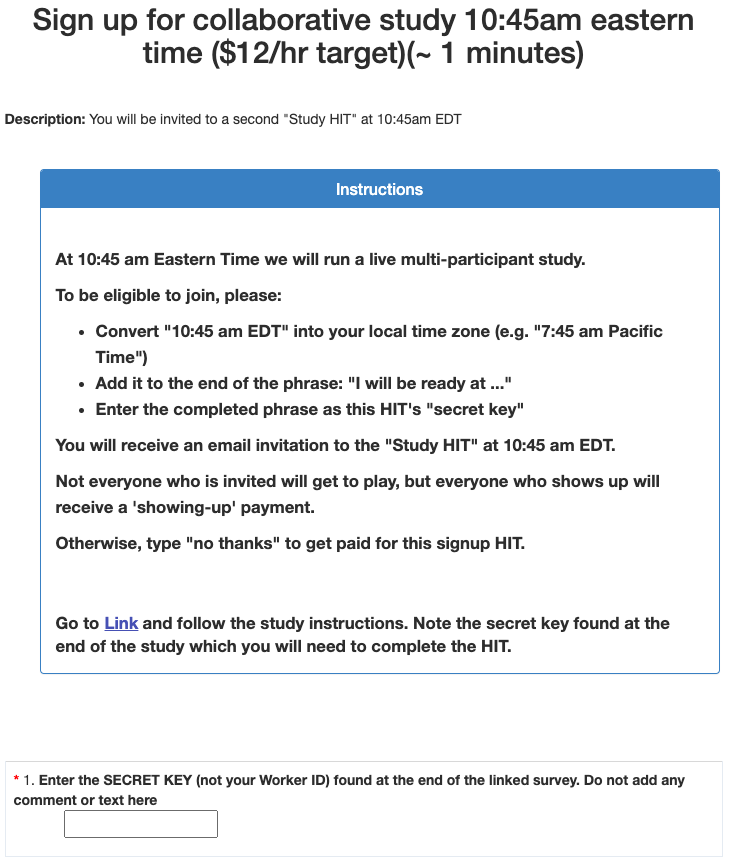 Sign up for collaborative study 10:45am eastern
time ($12/hr target)(~ 1 minutes)
Description: You will be invited to a second "Study HIT" at 10:45am EDT
Instructions
At 10:45 am Eastern Time we will run a live multi-participant study.
To be eligible to join, please:
• Convert "10:45 am EDT" into your local time zone (e.g. "7:45 am Pacific
Time")
• Add it to the end of the phrase: "I will be ready at ..."
• Enter the completed phrase as this HIT's "secret key"
You will receive an email invitation to the "Study HIT" at 10:45 am EDT.
Not everyone who is invited will get to play, but everyone who shows up will
receive a 'showing-up' payment.
Otherwise, type "no thanks" to get paid for this signup HIT.
Go to Link and follow the study instructions. Note the secret key found at the
end of the study which you will need to complete the HIT.
* 1. Enter the SECRET KEY (not your Worker ID) found at the end of the linked survey. Do not add any
comment or text here